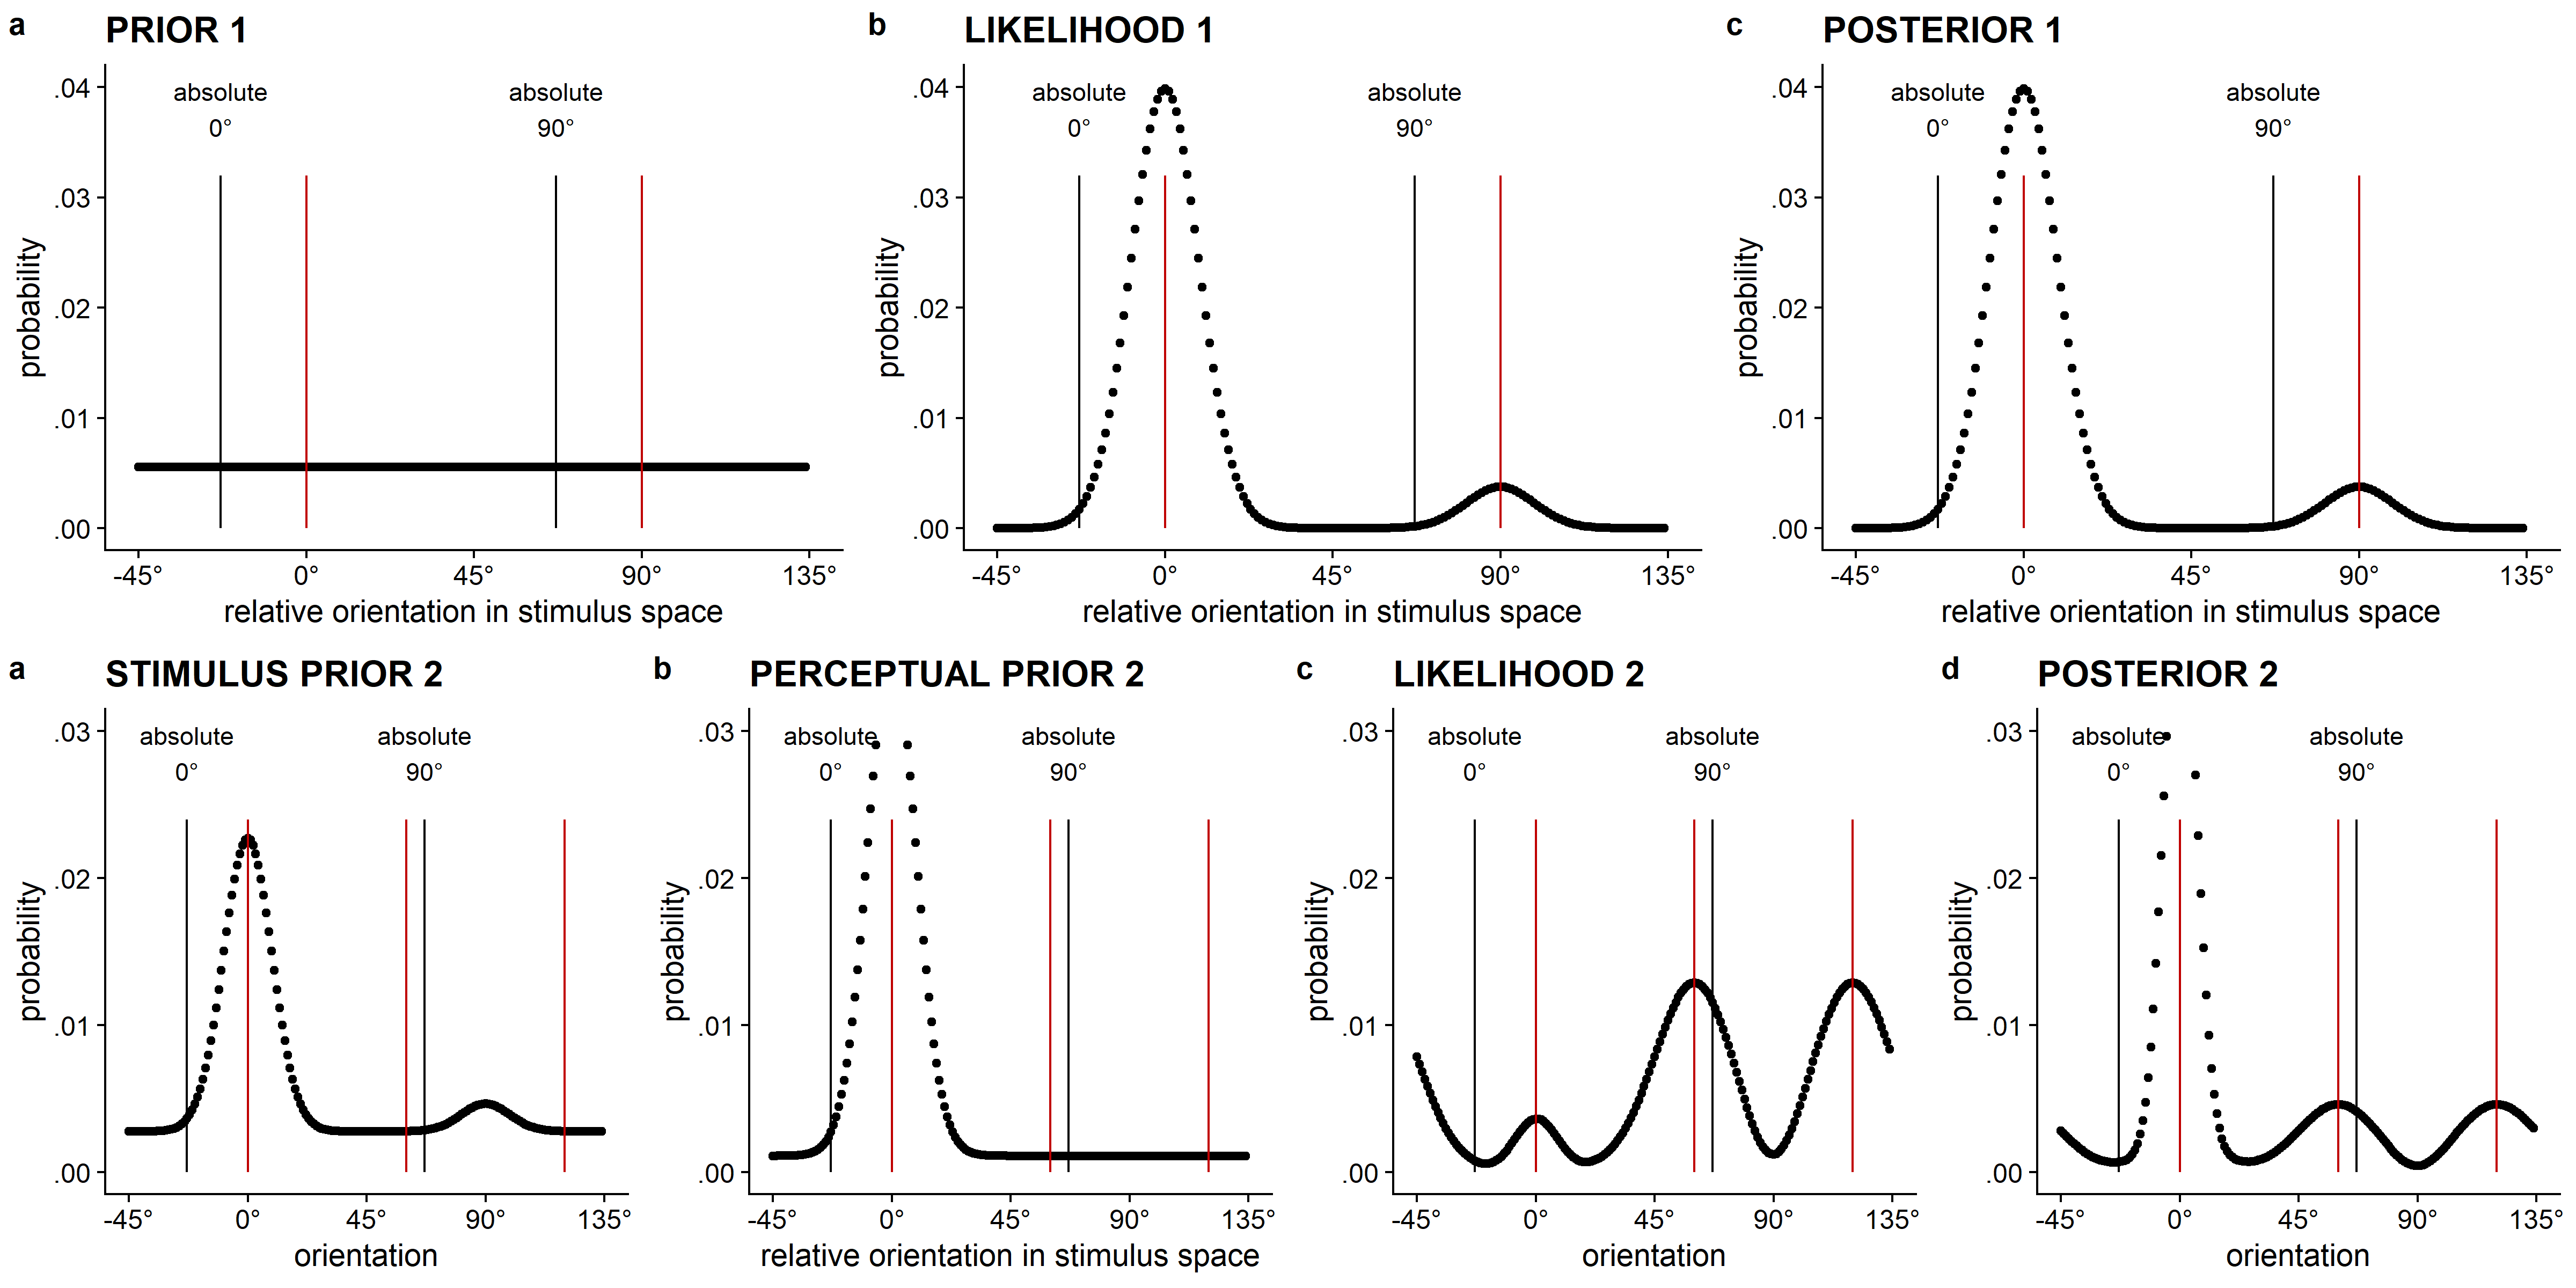 a PRIOR 1
absolute absolute
0° 90°
.04
.03
.02
.01
.00
probability
-45° 0° 45° 90° 135°
relative orientation in stimulus space
b LIKELIHOOD 1
absolute absolute
0° 90°
.04
.03
.02
.01
.00
probability
-45° 0° 45° 90° 135°
relative orientation in stimulus space
c POSTERIOR 1
absolute absolute
0° 90°
.04
.03
.02
.01
.00
probability
-45° 0° 45° 90° 135°
relative orientation in stimulus space
a STIMULUS PRIOR 2
absolute absolute
0° 90°
.03
.02
.01
.00
probability
-45° 0° 45° 90° 135°
orientation
b PERCEPTUAL PRIOR 2
absolute absolute
0° 90°
.03
.02
.01
.00
probability
-45° 0° 45° 90° 135°
relative orientation in stimulus space
c LIKELIHOOD 2
absolute absolute
0° 90°
.03
.02
.01
.00
probability
-45° 0° 45° 90° 135°
orientation
d POSTERIOR 2
absolute absolute
0° 90°
.03
.02
.01
.00
probability
-45° 0° 45° 90° 135°
orientation